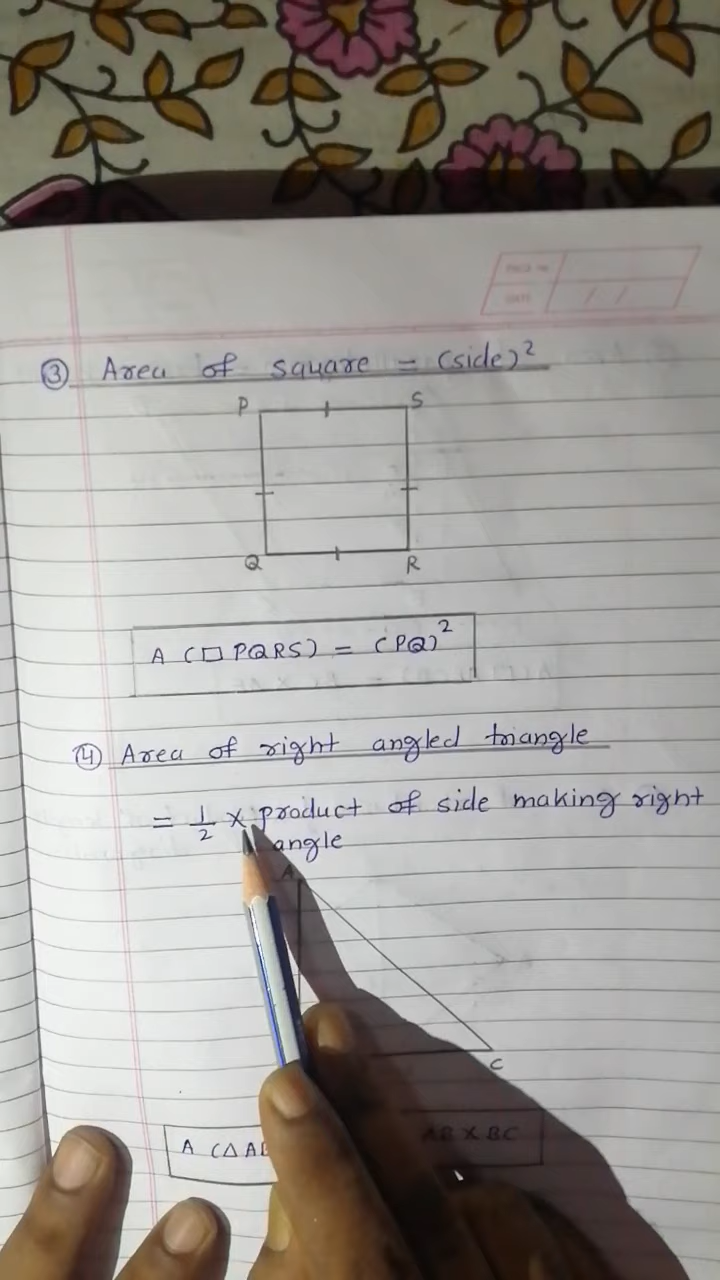 ③ Area of square = (side)²
P S
Q R
A (□ PQRS) = (PQ)²
④ Area of right angled triangle
= 1/2 × product of side making right
angle
A
C
A (△ AB × BC